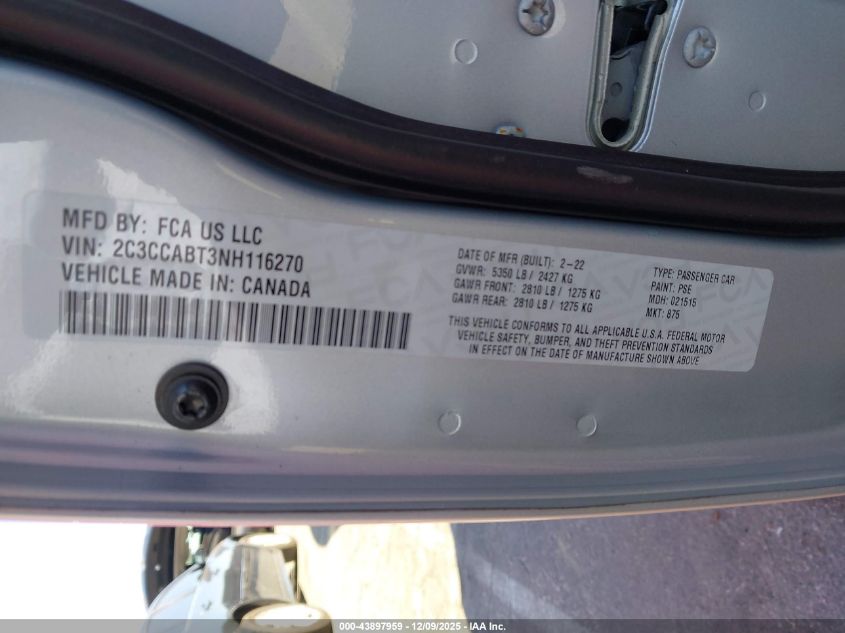 MFD BY: FCA US LLC
VIN: 2C3CCABT3NH116270
VEHICLE MADE IN: CANADA
DATE OF MFR (BUILT): 2-22
GVWR: 5350 LB / 2427 KG
GAWR FRONT: 2810 LB / 1275 KG
GAWR REAR: 2810 LB / 1275 KG
TYPE: PASSENGER CAR
PAINT: PSE
MDH: 021515
MKT: 875
THIS VEHICLE CONFORMS TO ALL APPLICABLE U.S.A. FEDERAL MOTOR
VEHICLE SAFETY, BUMPER, AND THEFT PREVENTION STANDARDS
IN EFFECT ON THE DATE OF MANUFACTURE SHOWN ABOVE
000-43897959 - 12/09/2025 - IAA Inc.